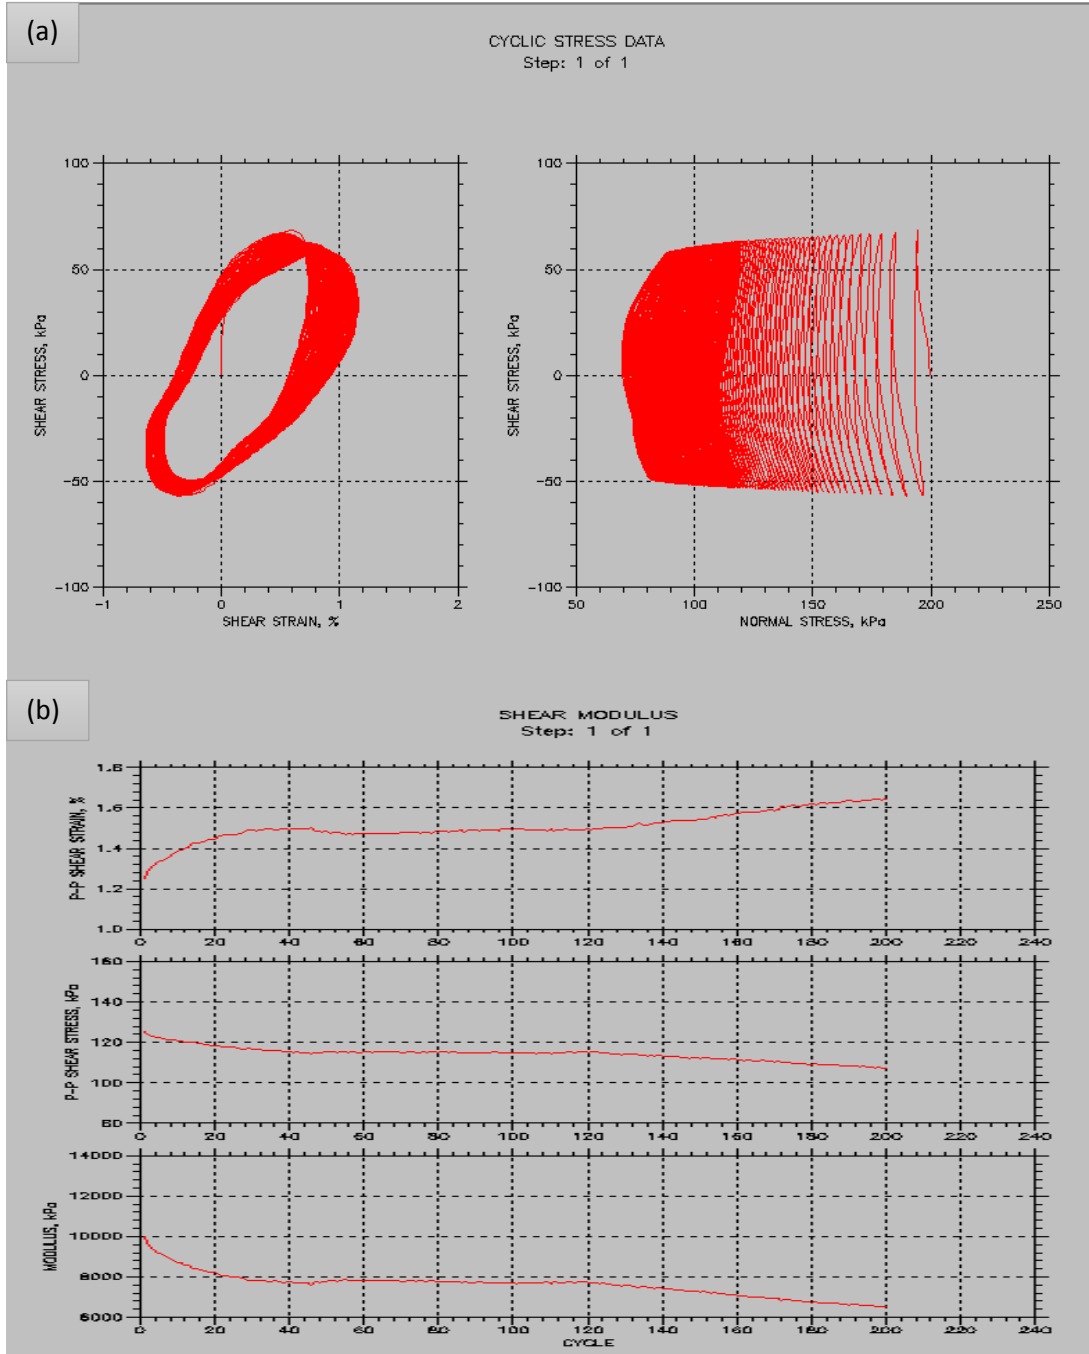 (a)
CYCLIC STRESS DATA
Step: 1 of 1
100
50
0
-50
-100
SHEAR STRESS, kPa
-1 0 1 2
SHEAR STRAIN, %
100
50
0
-50
-100
SHEAR STRESS, kPa
50 100 150 200 250
NORMAL STRESS, kPa
(b)
SHEAR MODULUS
Step: 1 of 1
1.8
1.6
1.4
1.2
1.0
P-P SHEAR STRAIN, %
0 20 40 60 80 100 120 140 160 180 200 220 240
160
140
120
100
80
P-P SHEAR STRESS, kPa
0 20 40 60 80 100 120 140 160 180 200 220 240
14000
12000
10000
8000
6000
MODULUS, kPa
0 20 40 60 80 100 120 140 160 180 200 220 240
CYCLE